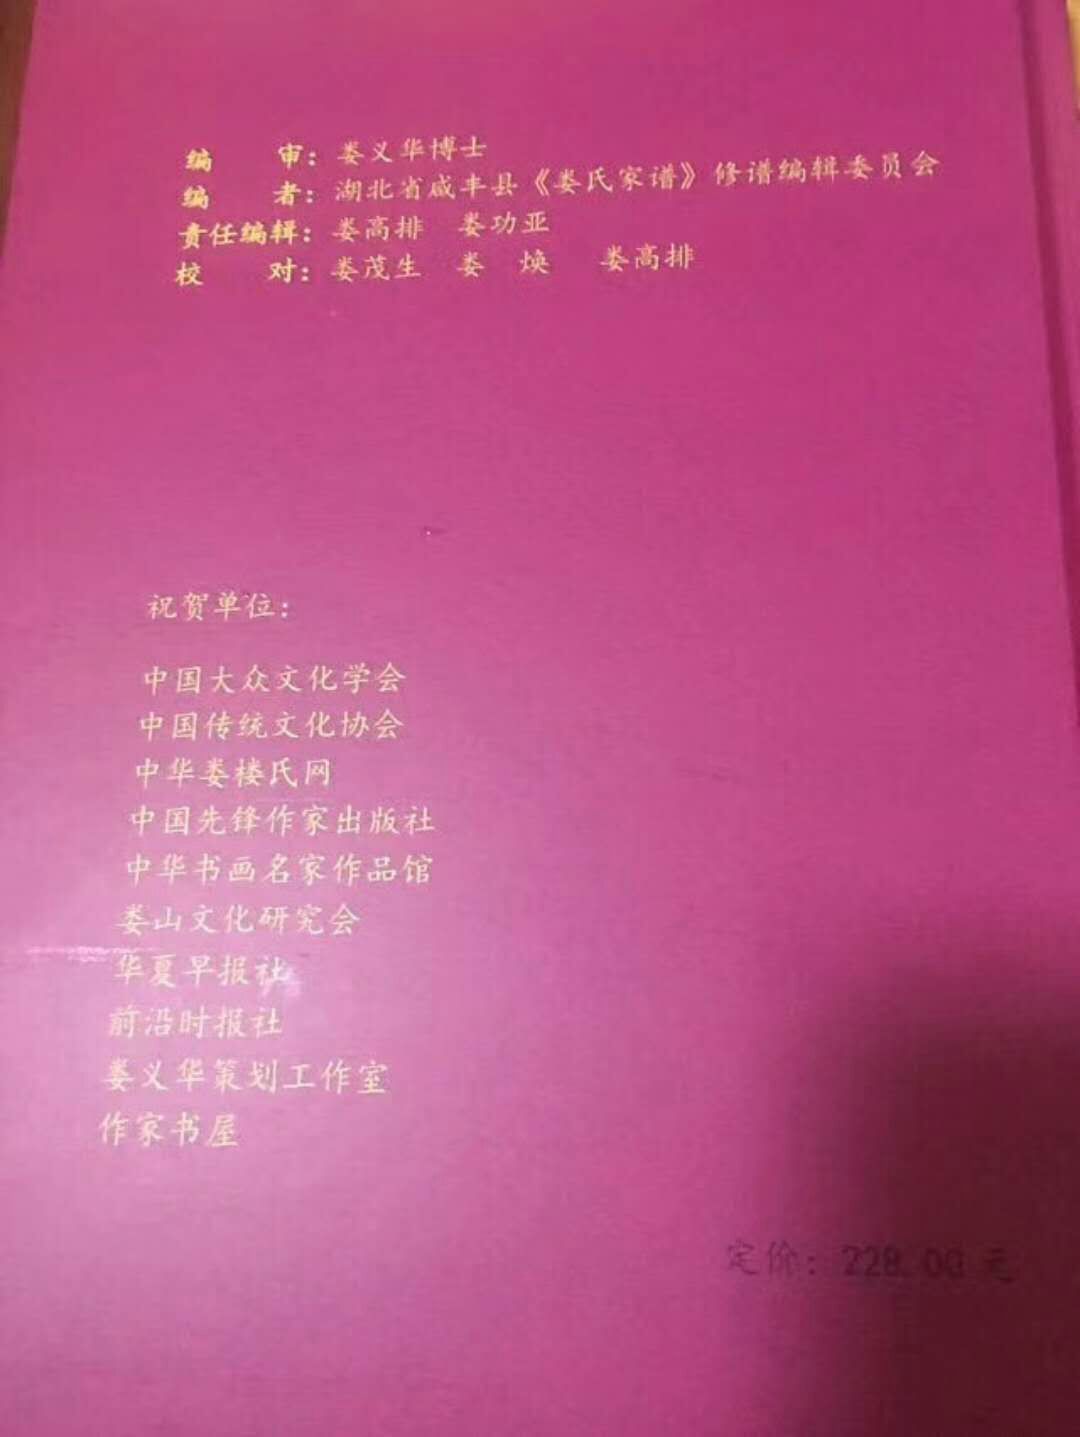 编　　审：娄义华博士
编　　者：湖北省咸丰县《娄氏家谱》修谱编辑委员会
责任编辑：娄高排　娄功亚
校　　对：娄茂生　娄　焕　娄高排
祝贺单位：
中国大众文化学会
中国传统文化协会
中华娄楼氏网
中国先锋作家出版社
中华书画名家作品馆
娄山文化研究会
华夏早报社
前沿时报社
娄义华策划工作室
作家书屋
定价：228.00元